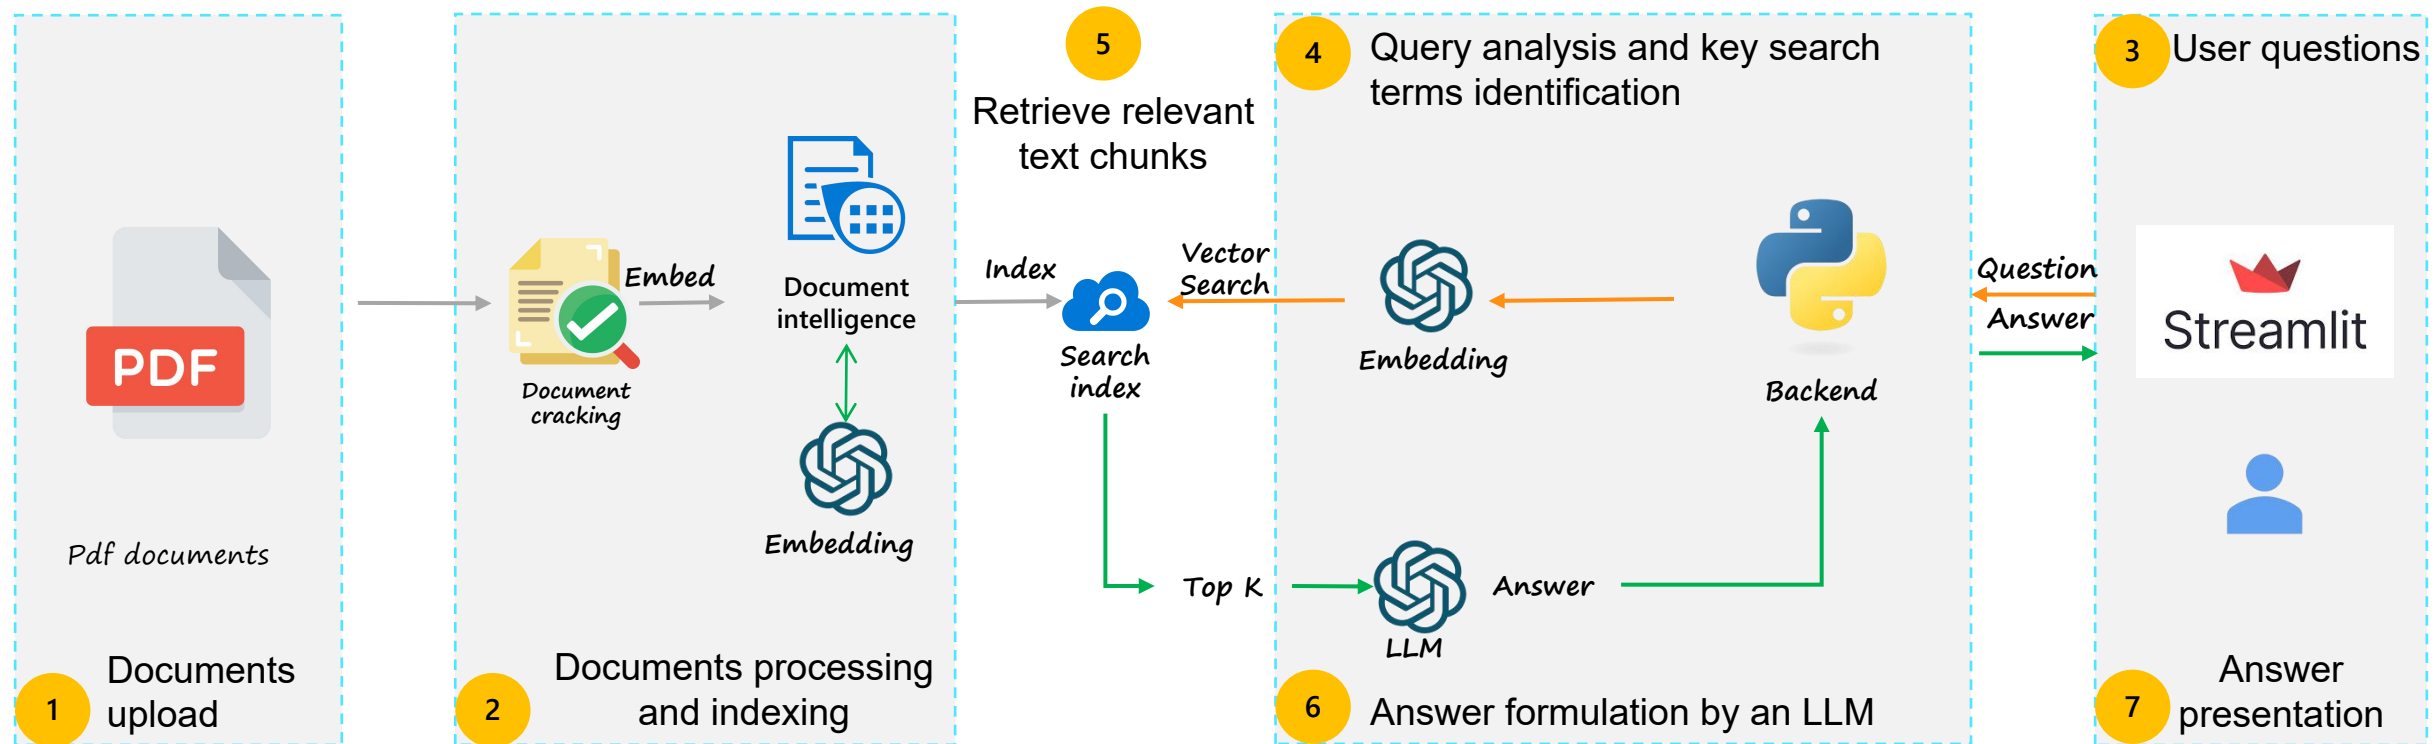 PDF
Pdf documents
1
Documents
upload
Document
cracking
Embed
Document
intelligence
Embedding
2
Documents processing
and indexing
5
Retrieve relevant
text chunks
Index
Search
index
Vector
Search
Top K
4
Query analysis and key search
terms identification
Embedding
Backend
LLM
Answer
6
Answer formulation by an LLM
Question
Answer
3
User questions
Streamlit
7
Answer
presentation